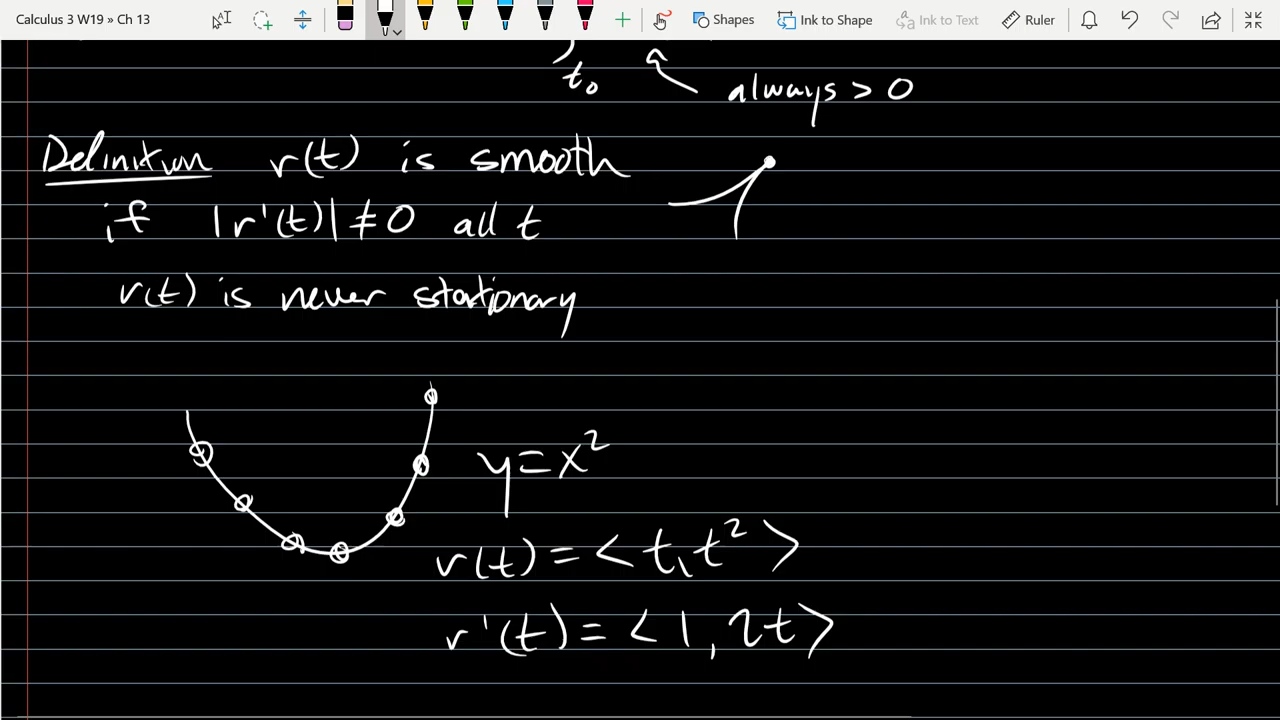 Calculus 3 W19 » Ch 13
Shapes
Ink to Shape
Ink to Text
Ruler
t₀
always > 0
Definition r(t) is smooth
if |r'(t)| ≠ 0 all t
r(t) is never stationary
y = x²
r(t) = < t, t² >
r'(t) = < 1, 2t >